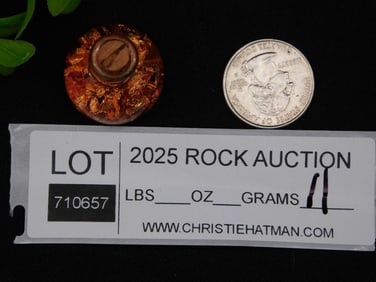 LOT
710657
2025 ROCK AUCTION
LBS____OZ___GRAMS 11
WWW.CHRISTIEHATMAN.COM